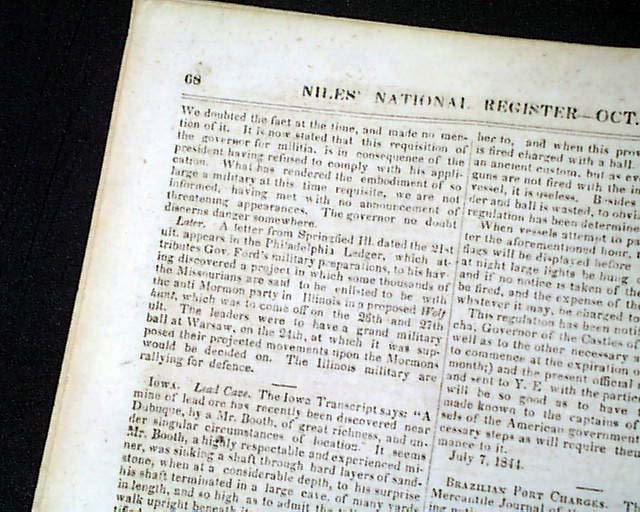 68
NILES' NATIONAL REGISTER—OCT.
We doubted the fact at the time, and made no men-
tion of it. It is now stated that this requisition of
the governor for militia, is in consequence of the
president having refused to comply with his appli-
cation. What has rendered the embodiment of so
large a military at this time requisite, we are not
informed, having met with no announcement of
threatening appearances. The governor no doubt
discerns danger somewhere.
Later. A letter from Springfied Ill. dated the 21st
ult. appears in the Philadelphia Ledger, which at-
tributes Gov. Ford's military preparations, to his hav-
ing discovered a project in which some thousands of
the Missourians are said to be enlisted to be with
the anti Mormon party in Illinois in a proposed Wolf
hunt, which was to come off on the 26th and 27th
ult. The leaders were to have a grand military
ball at Warsaw, on the 24th, at which it was sup-
posed their projected movements upon the Mormons
would be decided on. The Illinois military are
rallying for defence.
Iowa. Lead Cave. The Iowa Transcript says: "A
mine of lead ore has recently been discovered near
Dubuque, by a Mr. Booth, of great richness, and un-
der singular circumstances of location. It seems
Mr. Booth, a highly respectable and experienced mi-
ner, was sinking a shaft through hard layers of sand-
stone, when at a considerable depth, to his surprise
his shaft terminated in a large cave, of many yards
in length, and so high as to admit the
walk upright beneath
her to, and when this pro
is fired charged with a ball.
an ancient custom, but as ev
guns are not fired with the
vessel, it is useless. Besides
der and ball is wasted, to obvi
regulation has been determine
When vessels attempt to p
or the aforementioned hour,
flags will be displayed before
at night large lights be hung
and if no notice is taken of the
be fired, and the expense of the
whatever it may, be charged to
This regulation has been noti
cha, Governor of the Castles of
well as to the other necessary
to commence at the expiration
month;) and the present official
and sent to Y. E. with the partic
will be so good as to have
made known to the captains of
sels of the American government
cessary steps as will require them
mance to it.
July 7, 1844.
BRAZILIAN PORT CHARGES.
Mercantile Journal of the